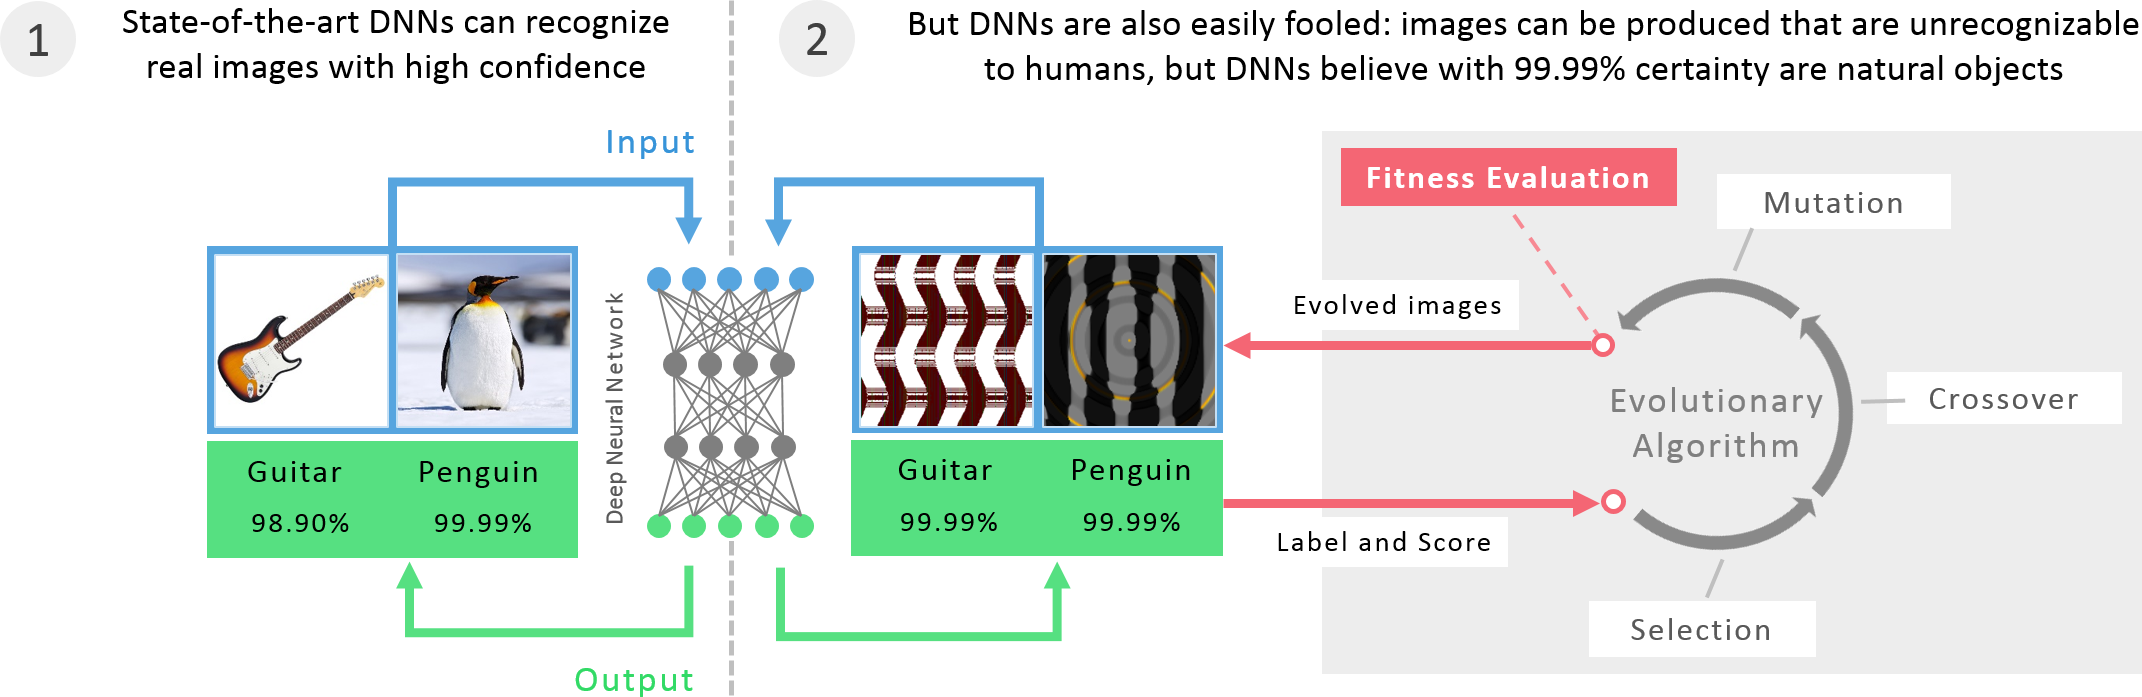 1
State-of-the-art DNNs can recognize
real images with high confidence
2
But DNNs are also easily fooled: images can be produced that are unrecognizable
to humans, but DNNs believe with 99.99% certainty are natural objects
Input
Deep Neural Network
Guitar Penguin
98.90% 99.99%
Output
Guitar Penguin
99.99% 99.99%
Evolved images
Label and Score
Fitness Evaluation
Mutation
Crossover
Evolutionary
Algorithm
Selection